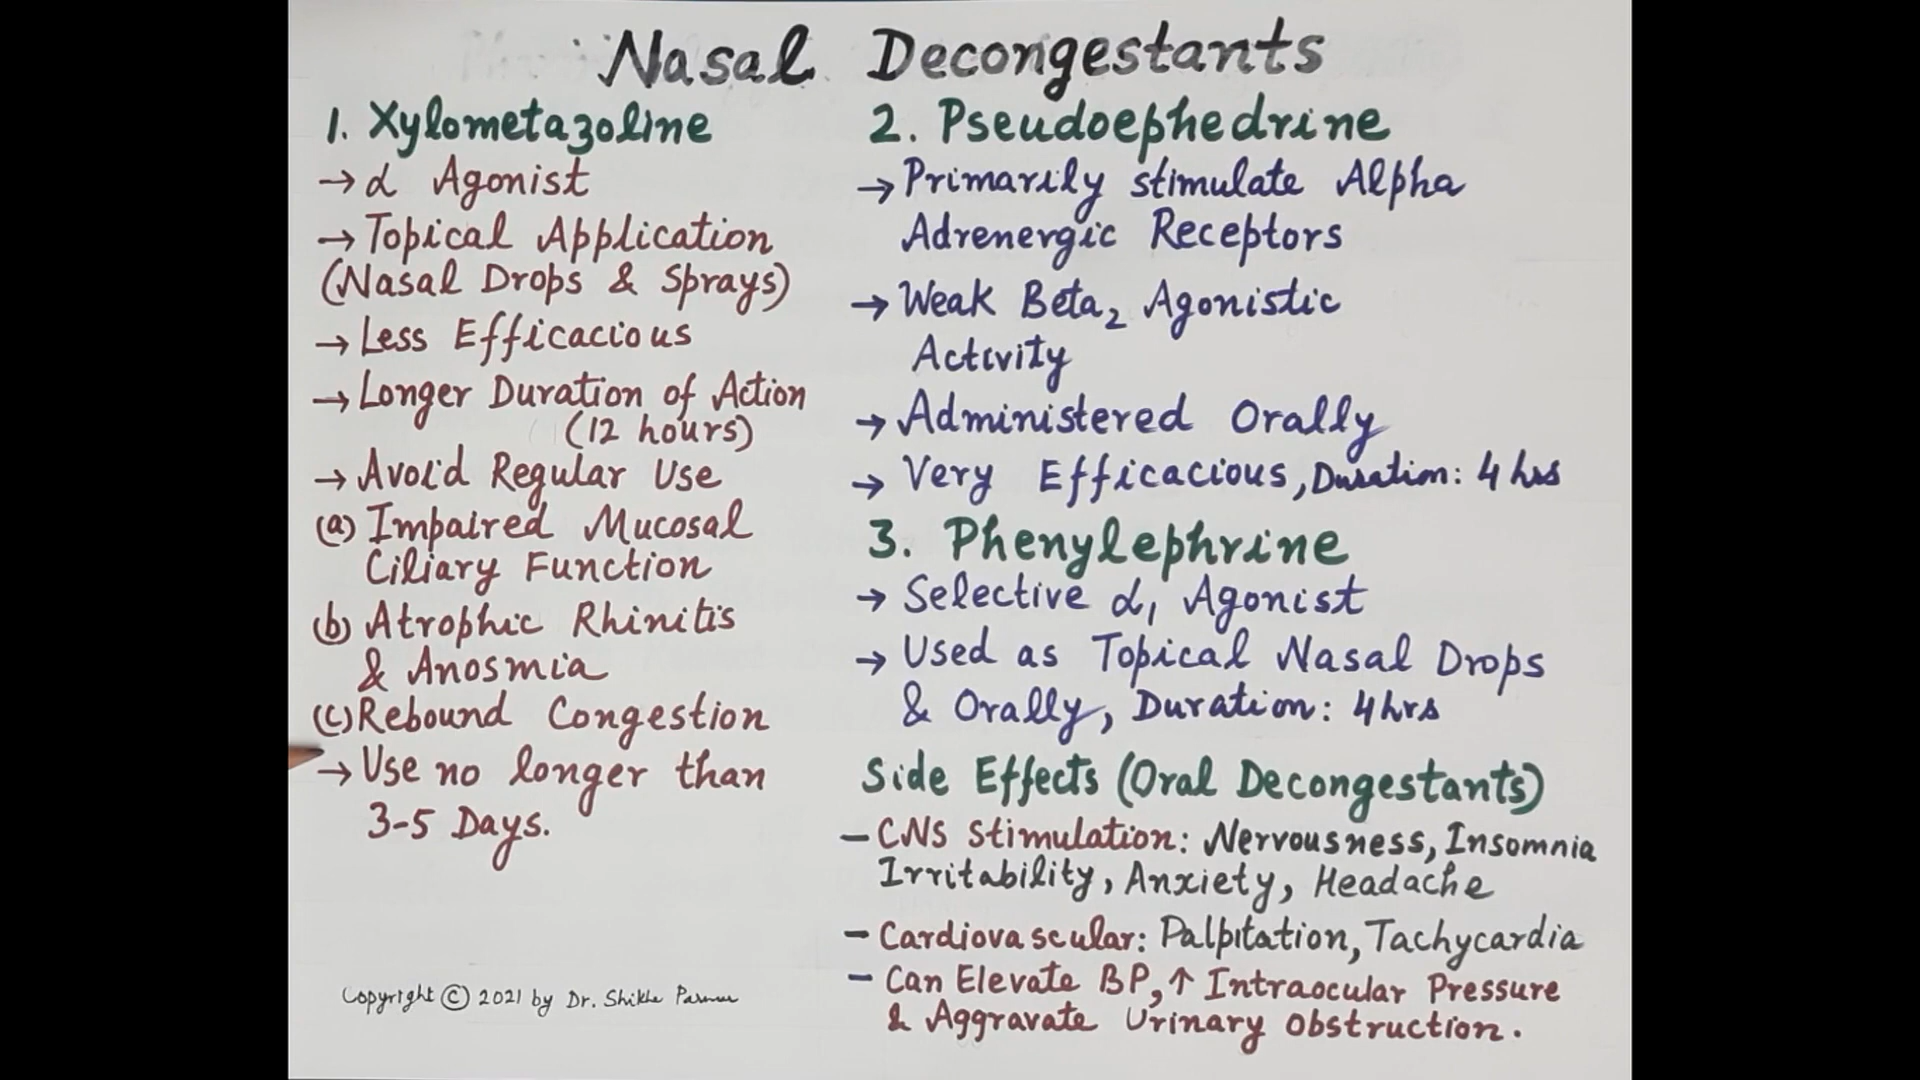 Nasal Decongestants
1. Xylometazoline
→ α Agonist
→ Topical Application
(Nasal Drops & Sprays)
→ Less Efficacious
→ Longer Duration of Action
(12 hours)
→ Avoid Regular Use
(a) Impaired Mucosal
Ciliary Function
(b) Atrophic Rhinitis
& Anosmia
(C) Rebound Congestion
→ Use no longer than
3-5 Days.
Copyright © 2021 by Dr. Shikha Parmar
2. Pseudoephedrine
→ Primarily stimulate Alpha
Adrenergic Receptors
→ Weak Beta₂ Agonistic
Activity
→ Administered Orally
→ Very Efficacious, Duration: 4 hrs
3. Phenylephrine
→ Selective α₁ Agonist
→ Used as Topical Nasal Drops
& Orally, Duration: 4hrs
Side Effects (Oral Decongestants)
- CNS Stimulation: Nervousness, Insomnia
Irritability, Anxiety, Headache
- Cardiovascular: Palpitation, Tachycardia
- Can Elevate BP, ↑ Intraocular Pressure
& Aggravate Urinary Obstruction.